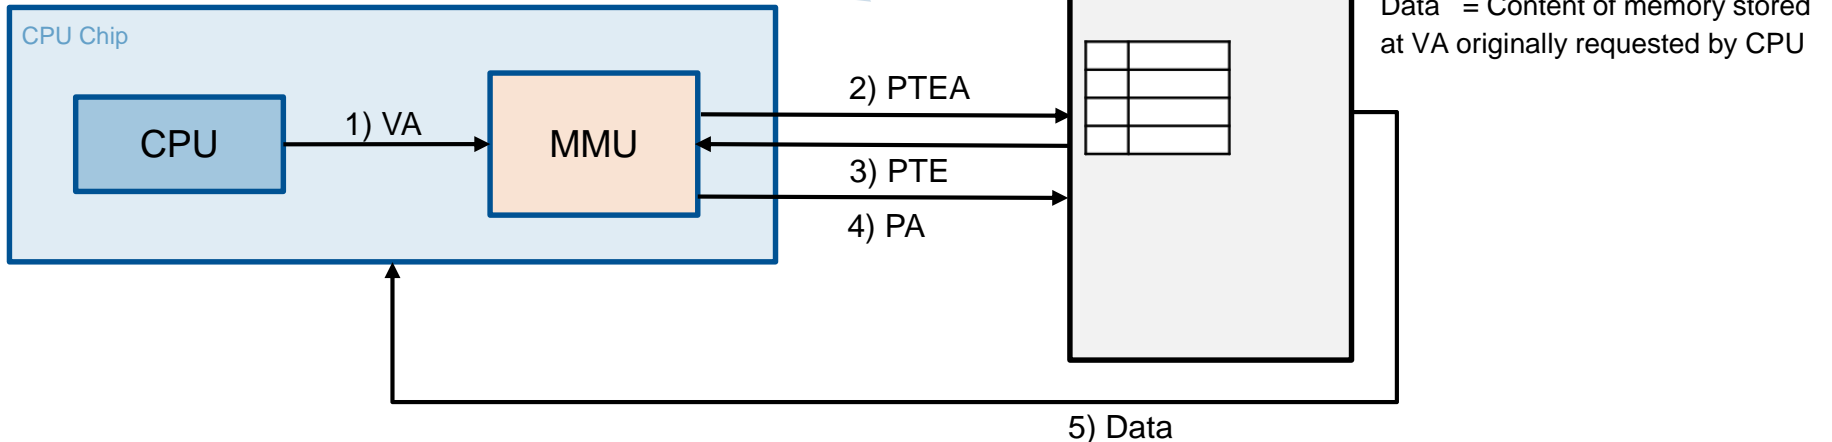 Data = Content of memory stored
at VA originally requested by CPU
CPU Chip
CPU
1) VA
MMU
2) PTEA
3) PTE
4) PA
5) Data